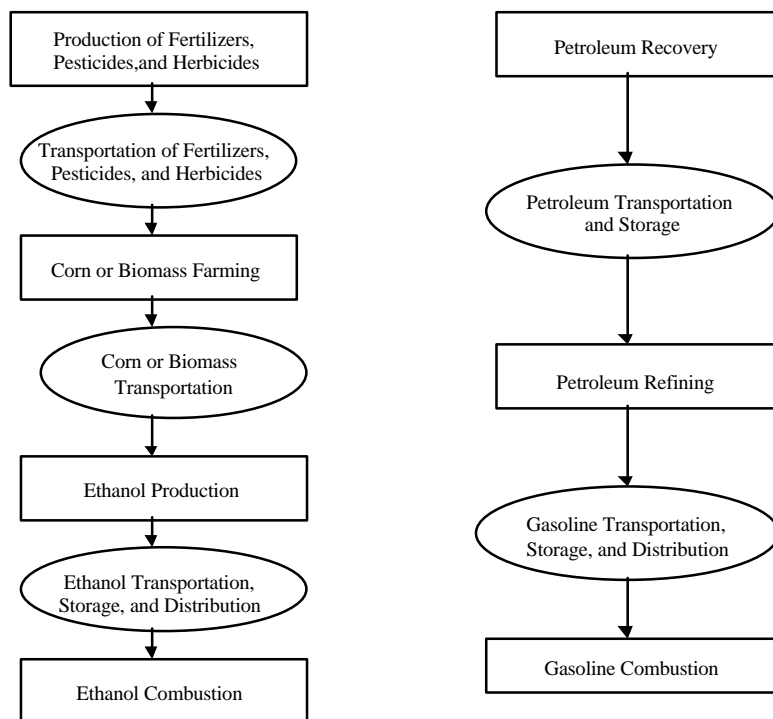 Production of Fertilizers,
Pesticides,and Herbicides
Transportation of Fertilizers,
Pesticides, and Herbicides
Corn or Biomass Farming
Corn or Biomass
Transportation
Ethanol Production
Ethanol Transportation,
Storage, and Distribution
Ethanol Combustion
Petroleum Recovery
Petroleum Transportation
and Storage
Petroleum Refining
Gasoline Transportation,
Storage, and Distribution
Gasoline Combustion